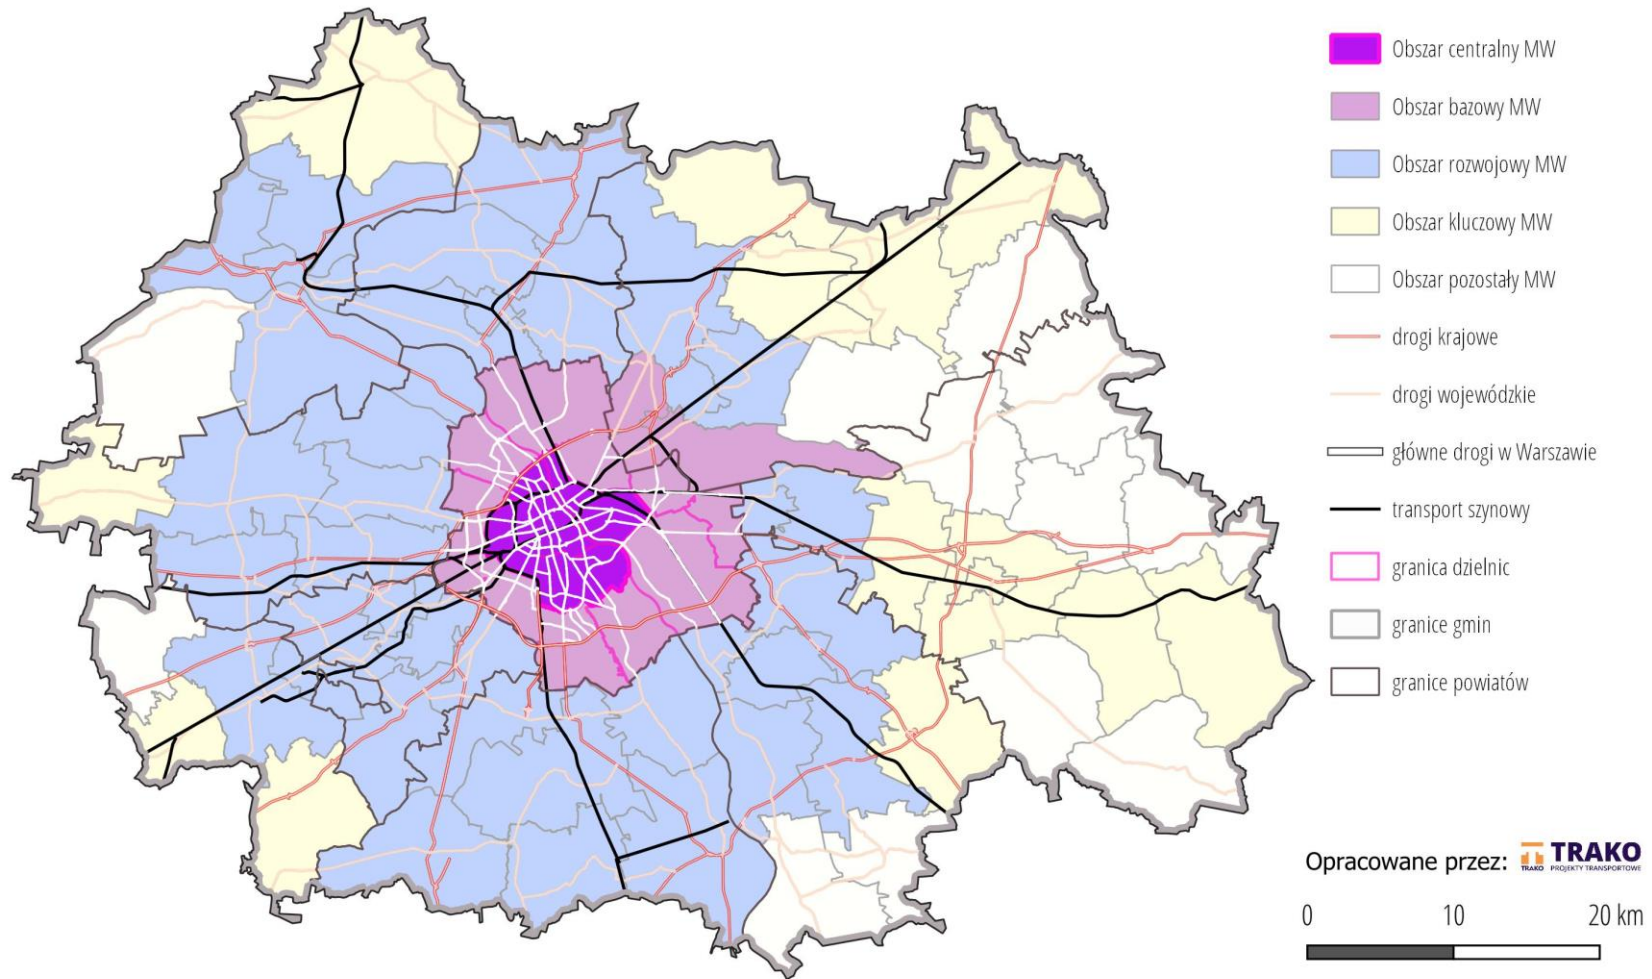 Obszar centralny MW
Obszar bazowy MW
Obszar rozwojowy MW
Obszar kluczowy MW
Obszar pozostały MW
drogi krajowe
drogi wojewódzkie
główne drogi w Warszawie
transport szynowy
granica dzielnic
granice gmin
granice powiatów
Opracowane przez: TRAKO TRAKO
PROJEKTY TRANSPORTOWE
0 10 20 km